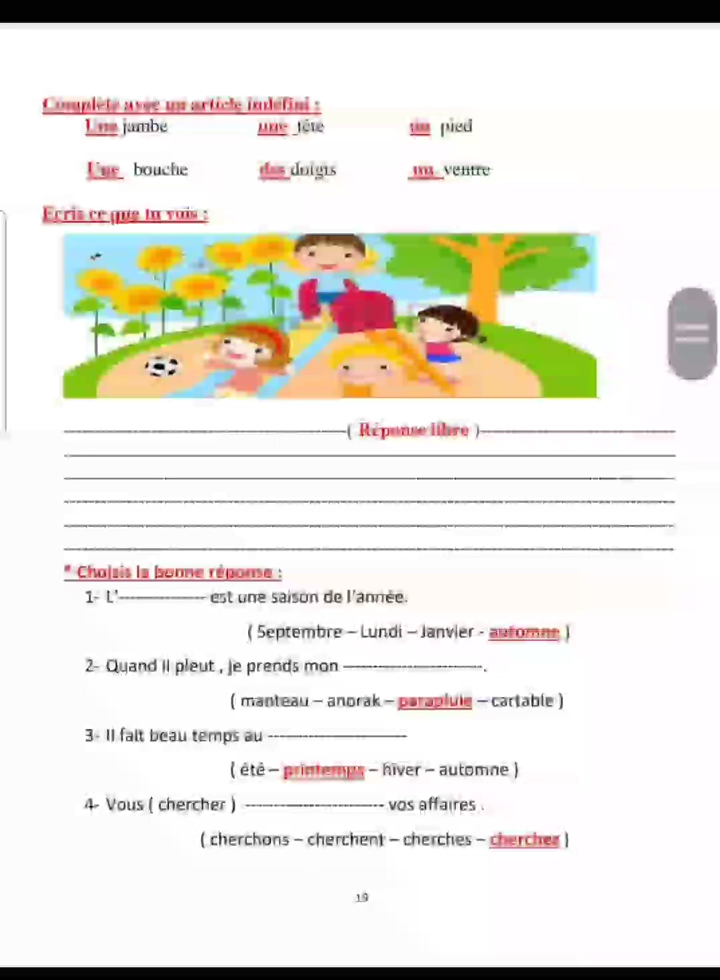 Complète avec un article indéfini :
Une jambe une tête un pied
Une bouche des doigts un ventre
Ecris ce que tu vois :
( Réponse libre )
* Choisis la bonne réponse :
1- L'---------------- est une saison de l'année.
( Septembre – Lundi – Janvier - automne )
2- Quand il pleut , je prends mon --------------------------.
( manteau – anorak – parapluie – cartable )
3- Il fait beau temps au --------------------------
( été – printemps – hiver – automne )
4- Vous ( chercher ) -------------------------- vos affaires .
( cherchons – cherchent – cherches – cherchez )
19